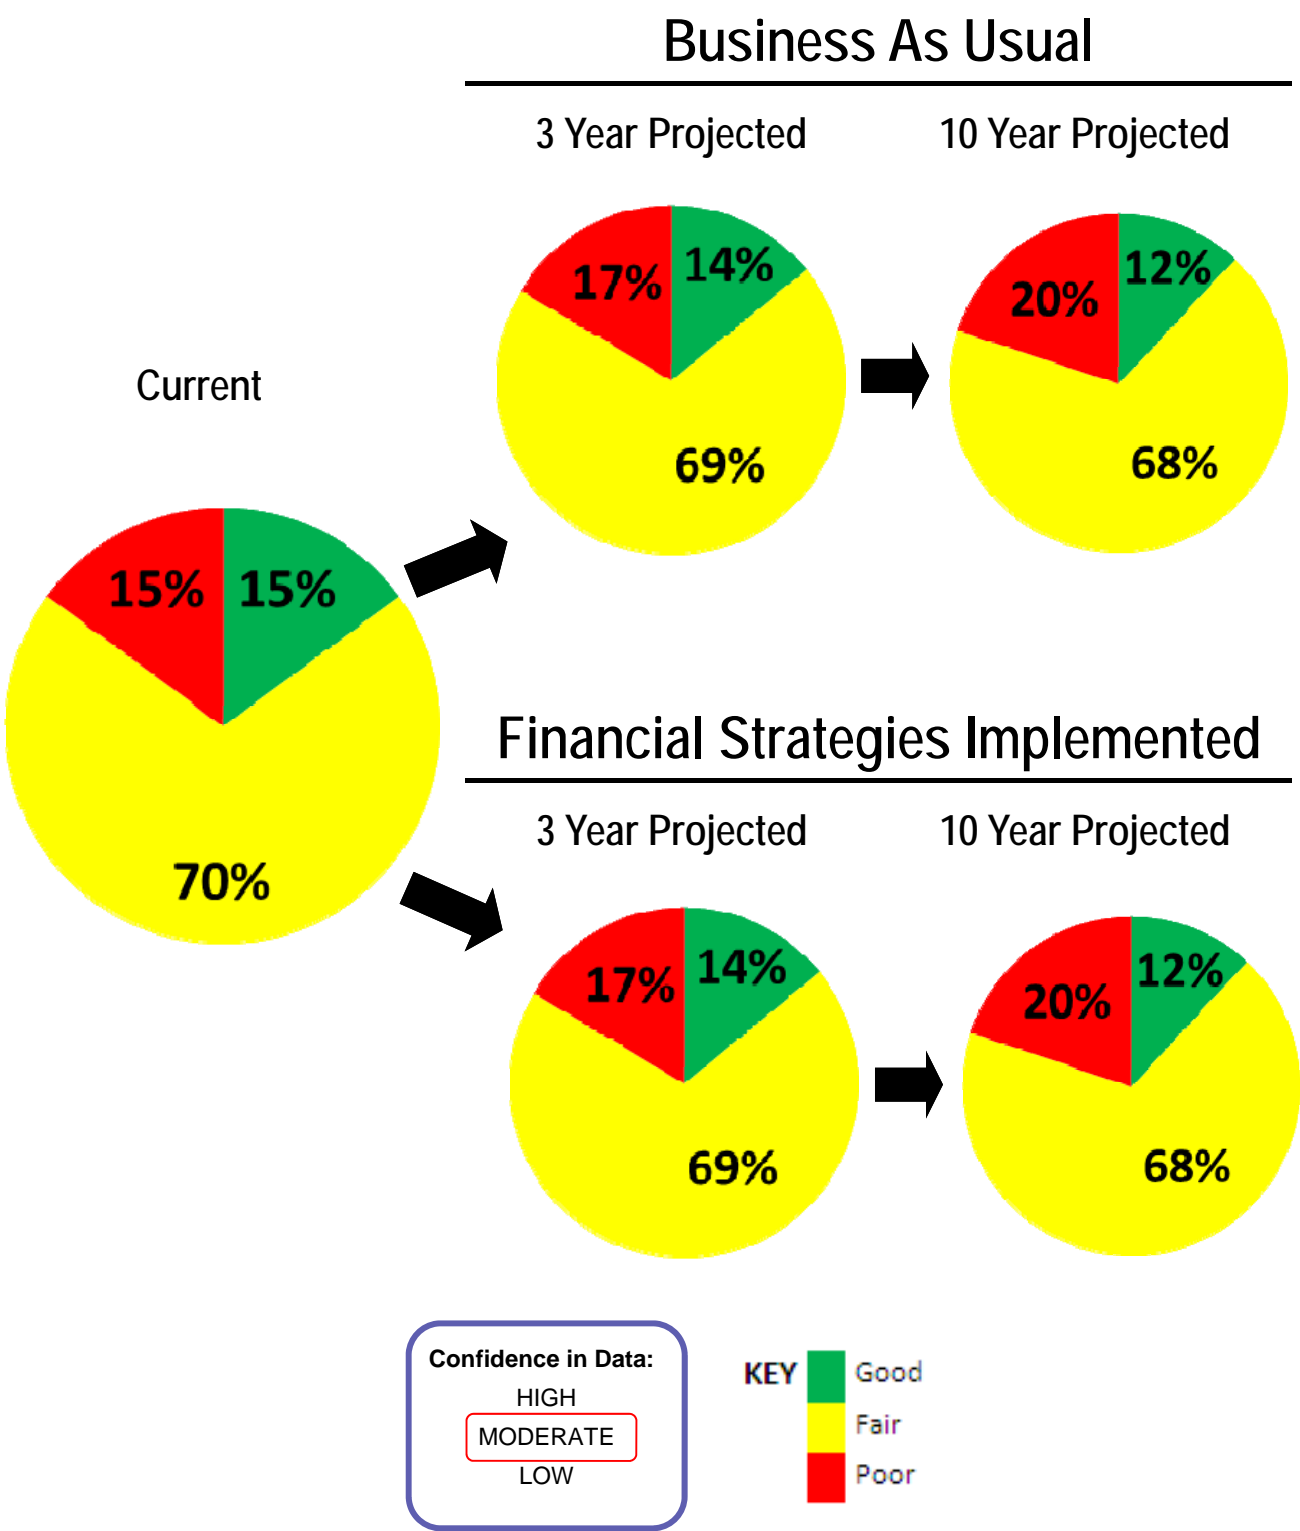 Business As Usual
3 Year Projected
10 Year Projected
17%
14%
69%
20%
12%
68%
Current
15%
15%
70%
Financial Strategies Implemented
3 Year Projected
10 Year Projected
17%
14%
69%
20%
12%
68%
Confidence in Data:
HIGH
MODERATE
LOW
KEY
Good
Fair
Poor